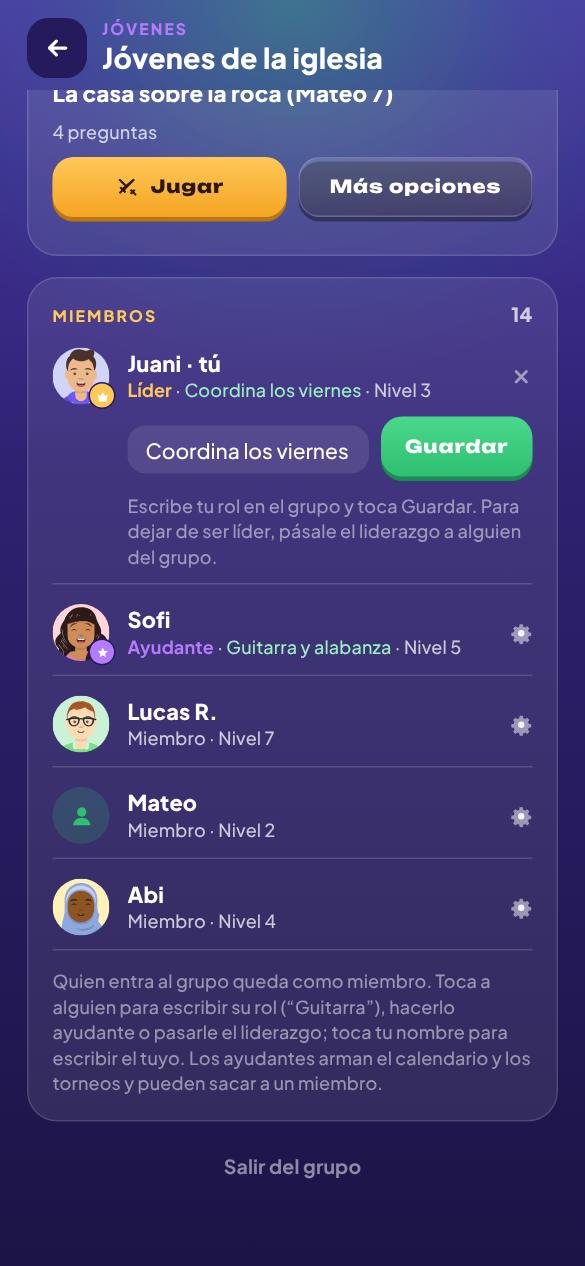 JÓVENES
Jóvenes de la iglesia
La casa sobre la roca (Mateo 7)
4 preguntas
Jugar
Más opciones
MIEMBROS
14
Juani · tú
Líder · Coordina los viernes · Nivel 3
Coordina los viernes
Guardar
Escribe tu rol en el grupo y toca Guardar. Para
dejar de ser líder, pásale el liderazgo a alguien
del grupo.
Sofi
Ayudante · Guitarra y alabanza · Nivel 5
Lucas R.
Miembro · Nivel 7
Mateo
Miembro · Nivel 2
Abi
Miembro · Nivel 4
Quien entra al grupo queda como miembro. Toca a
alguien para escribir su rol (“Guitarra”), hacerlo
ayudante o pasarle el liderazgo; toca tu nombre para
escribir el tuyo. Los ayudantes arman el calendario y los
torneos y pueden sacar a un miembro.
Salir del grupo